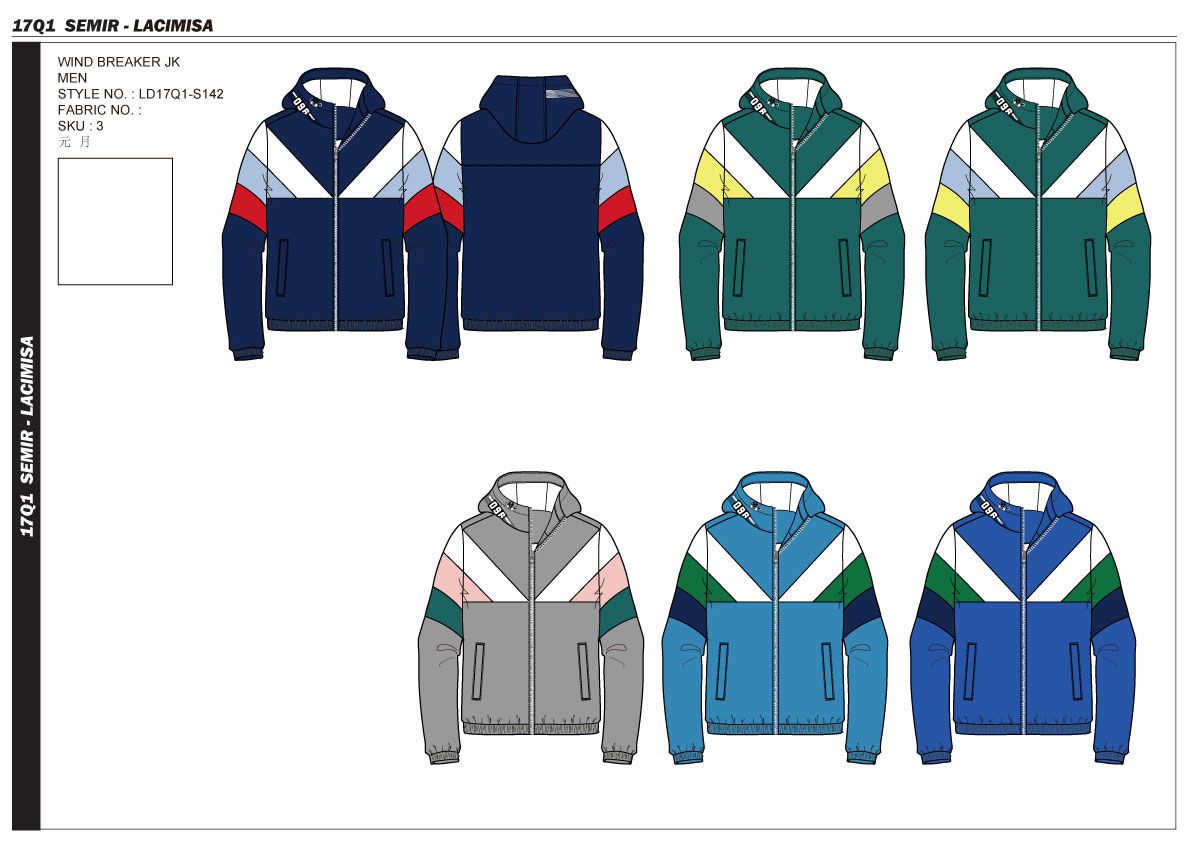 17Q1 SEMIR - LACIMISA
WIND BREAKER JK
MEN
STYLE NO. : LD17Q1-S142
FABRIC NO. :
SKU : 3
元 月
17Q1 SEMIR - LACIMISA